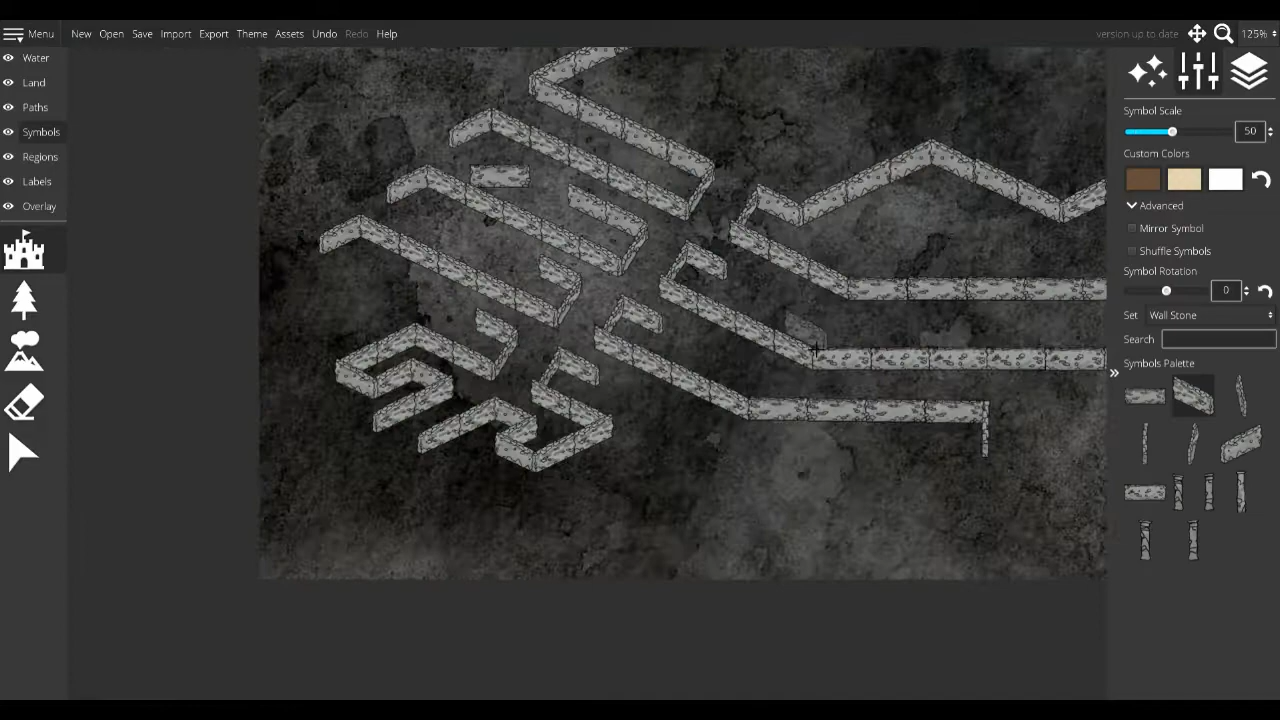 Menu New Open Save Import Export Theme Assets Undo Redo Help version up to date 125%
Water
Land
Paths
Symbols
Regions
Labels
Overlay
Symbol Scale
50
Custom Colors
Advanced
Mirror Symbol
Shuffle Symbols
Symbol Rotation
0
Set Wall Stone
Search
Symbols Palette